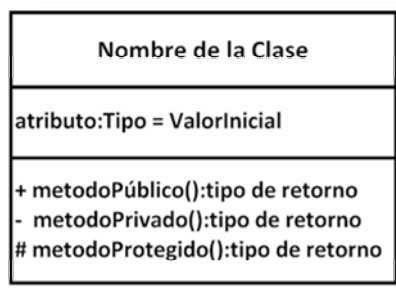 Nombre de la Clase
atributo:Tipo = ValorInicial
+ metodoPúblico():tipo de retorno
- metodoPrivado():tipo de retorno
# metodoProtegido():tipo de retorno